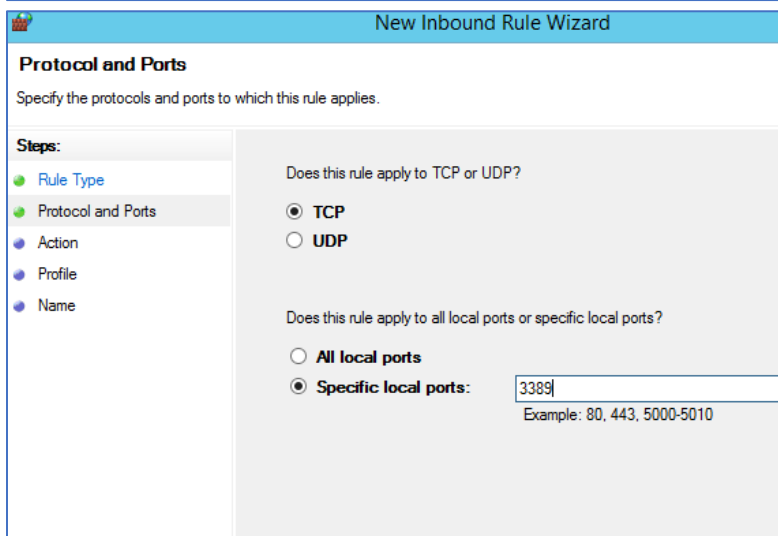 New Inbound Rule Wizard
Protocol and Ports
Specify the protocols and ports to which this rule applies.
Steps:
Rule Type
Protocol and Ports
Action
Profile
Name
Does this rule apply to TCP or UDP?
TCP
UDP
Does this rule apply to all local ports or specific local ports?
All local ports
Specific local ports: 3389
Example: 80, 443, 5000-5010